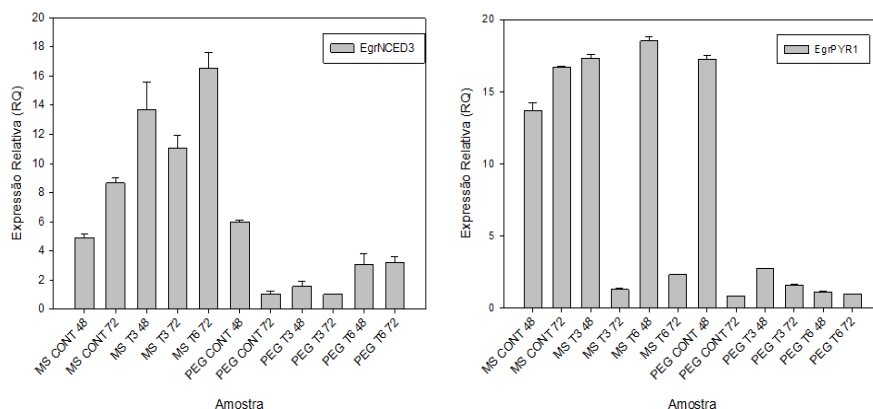 EgrNCED3
Expressão Relativa (RQ)
20
18
16
14
12
10
8
6
4
2
0
MS CONT 48
MS CONT 72
MS T3 48
MS T3 72
MS T6 72
PEG CONT 48
PEG CONT 72
PEG T3 48
PEG T3 72
PEG T6 48
PEG T6 72
Amostra
EgrPYR1
Expressão Relativa (RQ)
20
15
10
5
0
MS CONT 48
MS CONT 72
MS T3 48
MS T3 72
MS T6 48
MS T6 72
PEG CONT 48
PEG CONT 72
PEG T3 48
PEG T3 72
PEG T6 48
PEG T6 72
Amostra